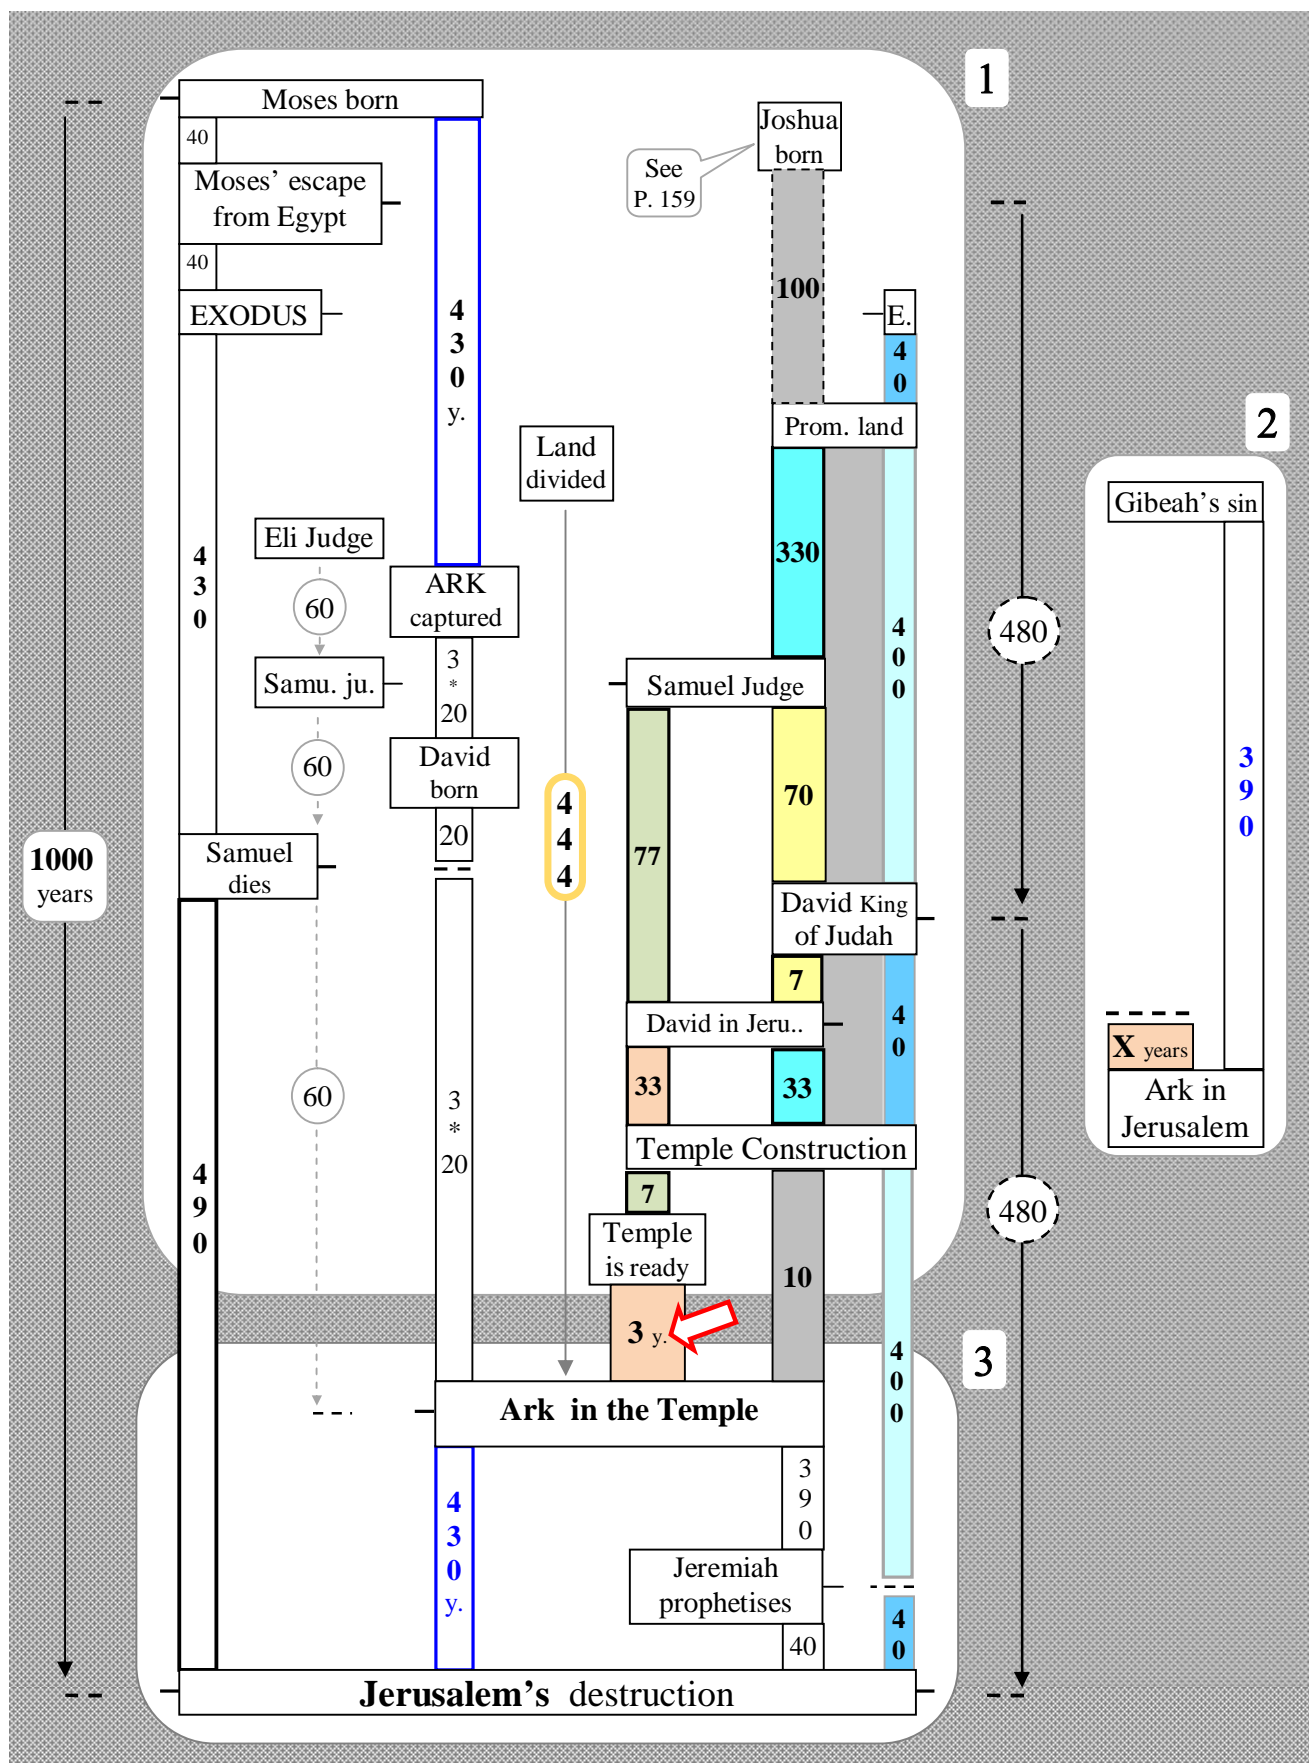 1
Moses born
Joshua
born
See
P. 159
40
Moses’ escape
from Egypt
40
EXODUS
4
3
0
y.
100
E.
4
0
Prom. land
2
Land
divided
Gibeah’s sin
Eli Judge
4
3
0
330
ARK
captured
60
480
4
0
0
3
*
20
Samu. ju.
Samuel Judge
David
born
60
4
4
4
70
3
9
0
20
77
1000
years
Samuel
dies
David King
of Judah
7
David in Jeru..
4
0
X years
33
33
60
3
*
20
Ark in
Jerusalem
Temple Construction
4
9
0
7
480
Temple
is ready
10
3 y.
3
4
0
0
Ark in the Temple
4
3
0
y.
3
9
0
Jeremiah
prophetises
40
4
0
Jerusalem’s destruction